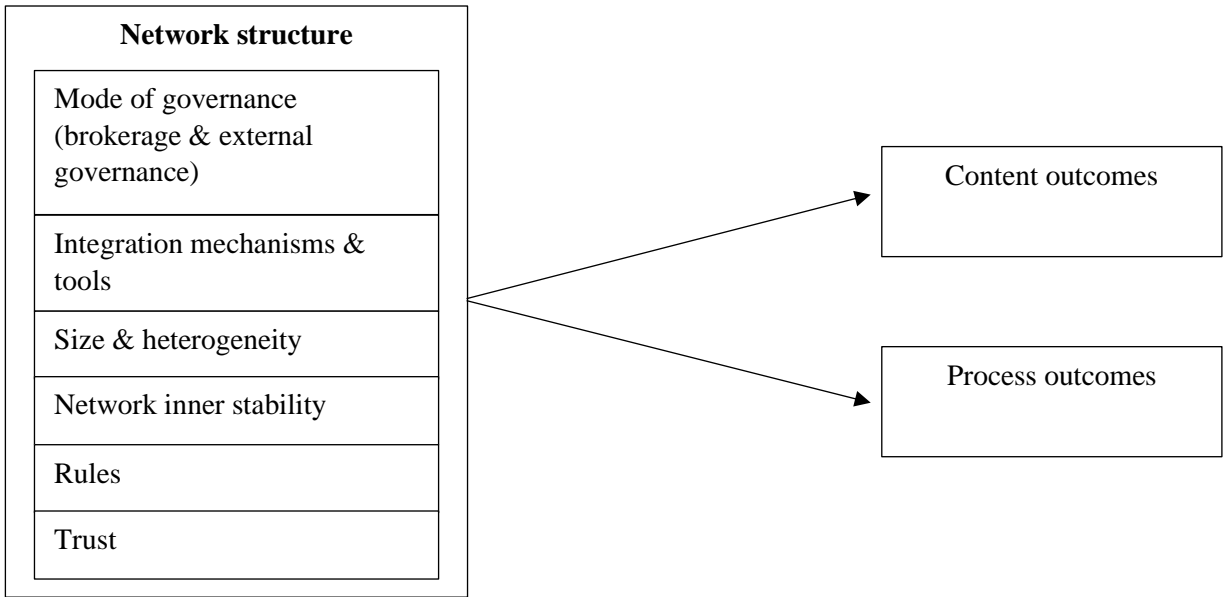 Network structure
Mode of governance
(brokerage & external
governance)
Integration mechanisms &
tools
Size & heterogeneity
Network inner stability
Rules
Trust
Content outcomes
Process outcomes